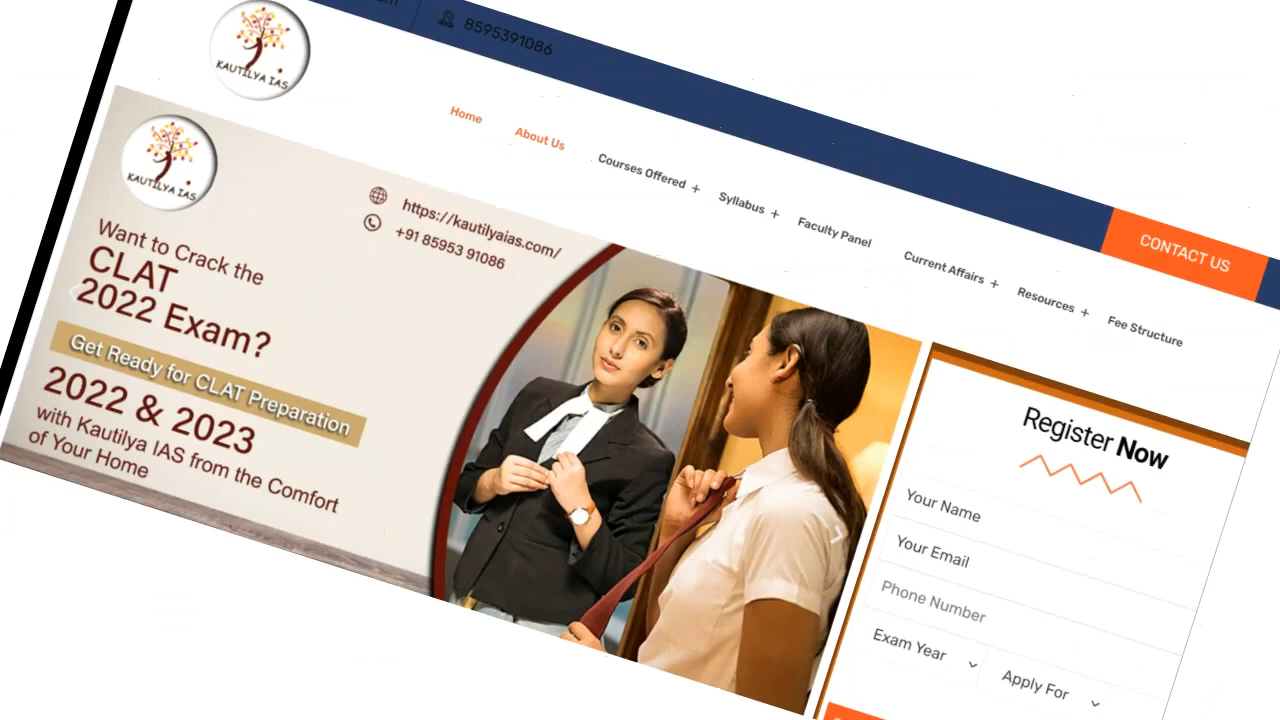 8595391086
KAUTILYA IAS
Home
About Us
Courses Offered +
Syllabus +
Faculty Panel
Current Affairs +
Resources +
Fee Structure
CONTACT US
KAUTILYA IAS
https://kautilyaias.com/
+91 85953 91086
Want to Crack the
CLAT
2022 Exam?
Get Ready for CLAT Preparation
2022 & 2023
with Kautilya IAS from the Comfort
of Your Home
Register Now
Your Name
Your Email
Phone Number
Exam Year
Apply For